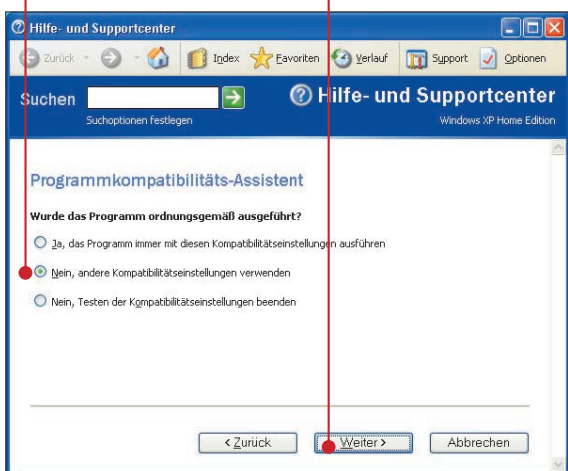 Hilfe- und Supportcenter
Zurück Index Favoriten Verlauf Support Optionen
Suchen Hilfe- und Supportcenter
Suchoptionen festlegen Windows XP Home Edition
Programmkompatibilitäts-Assistent
Wurde das Programm ordnungsgemäß ausgeführt?
Ja, das Programm immer mit diesen Kompatibilitätseinstellungen ausführen
Nein, andere Kompatibilitätseinstellungen verwenden
Nein, Testen der Kompatibilitätseinstellungen beenden
< Zurück Weiter > Abbrechen